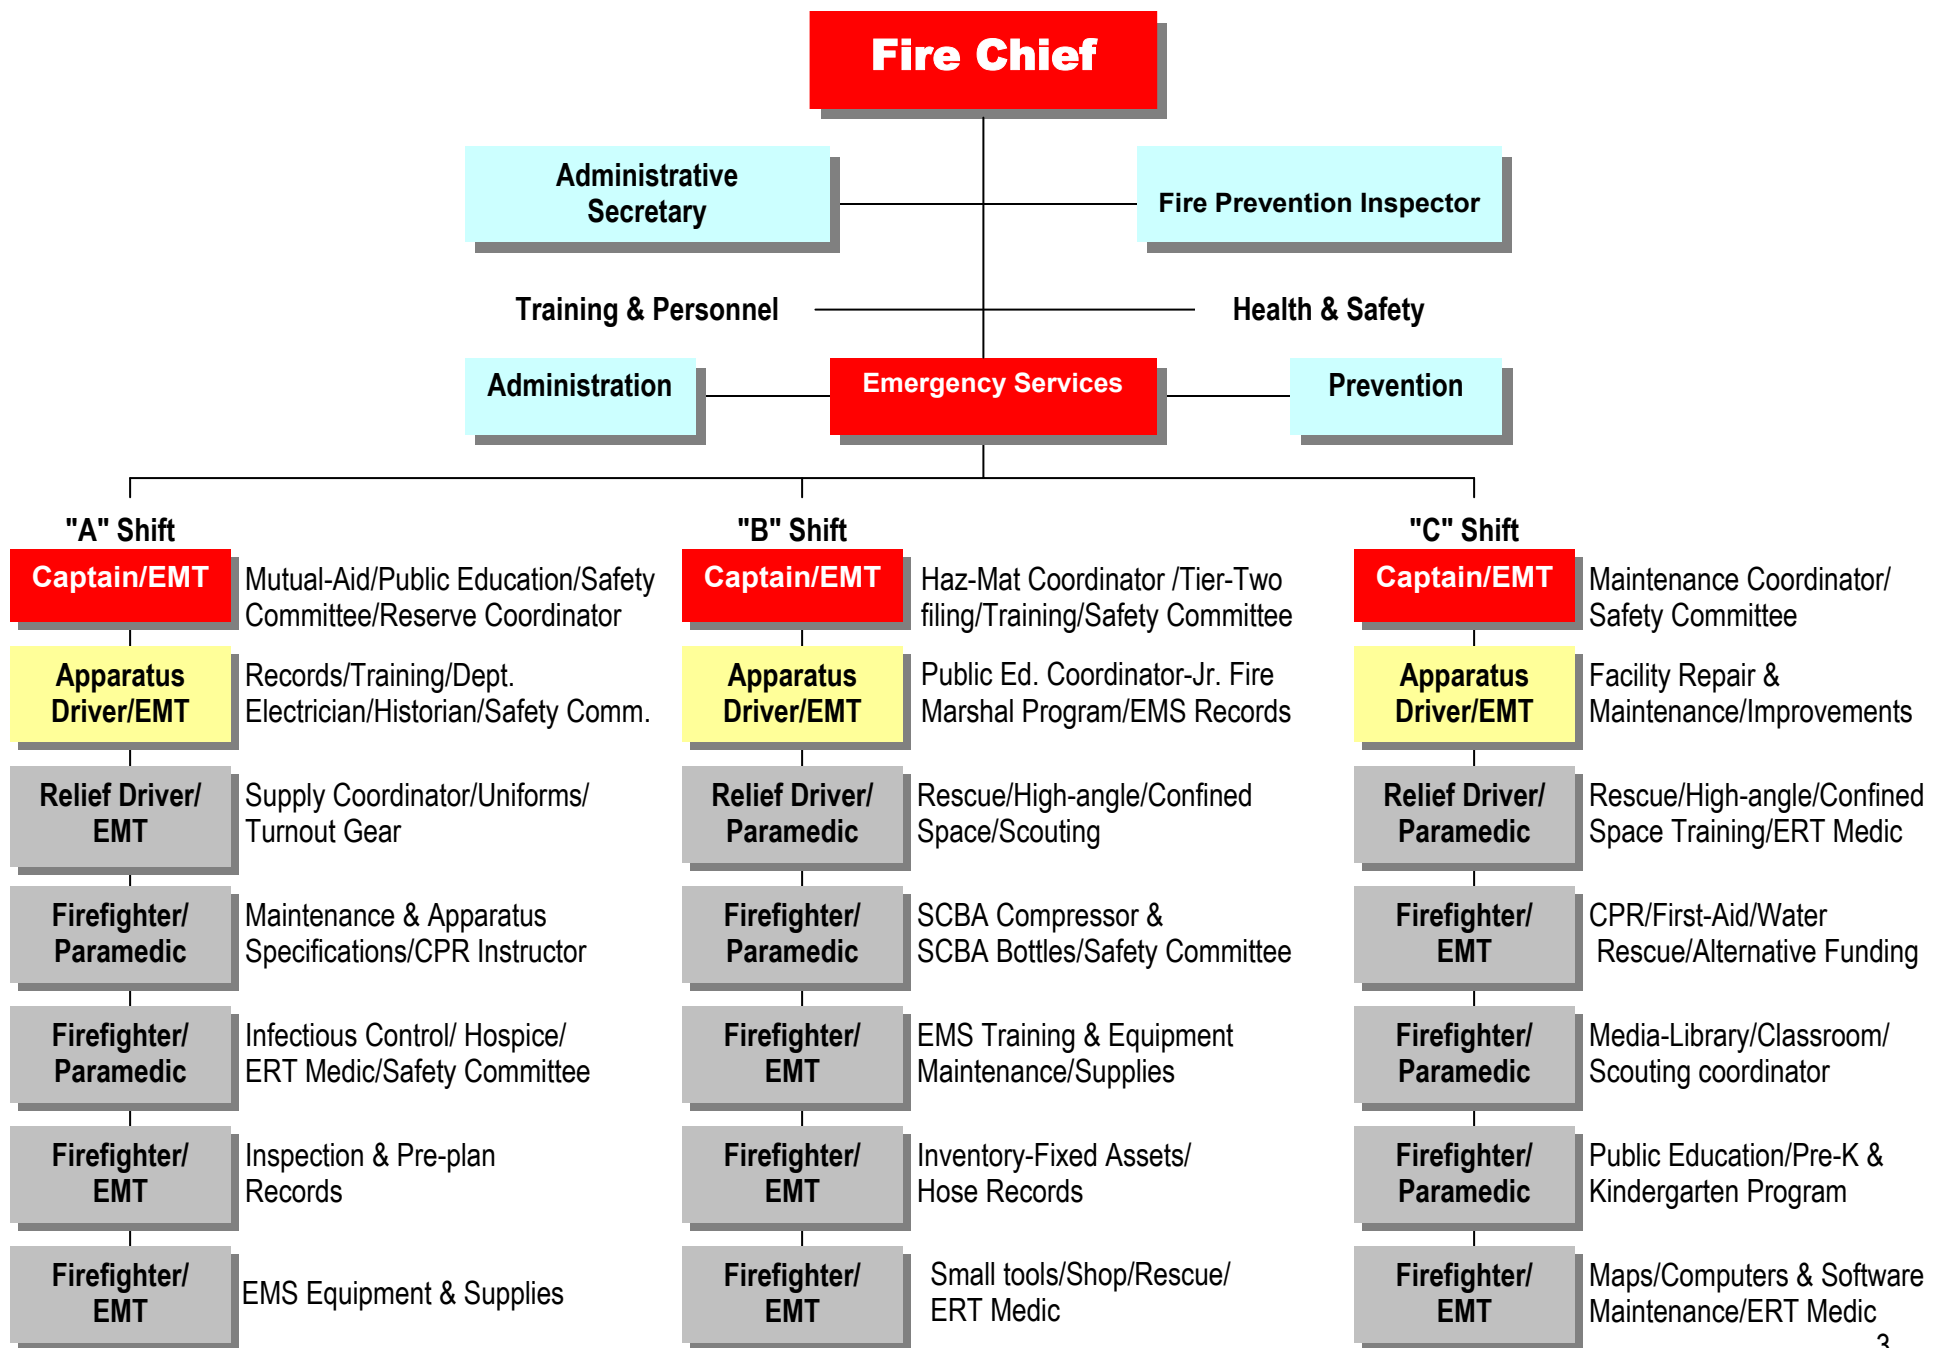 Fire Chief
Administrative
Secretary
Fire Prevention Inspector
Training & Personnel
Health & Safety
Administration
Emergency Services
Prevention
"A" Shift
Captain/EMT
Mutual-Aid/Public Education/Safety
Committee/Reserve Coordinator
Apparatus
Driver/EMT
Records/Training/Dept.
Electrician/Historian/Safety Comm.
Relief Driver/
EMT
Supply Coordinator/Uniforms/
Turnout Gear
Firefighter/
Paramedic
Maintenance & Apparatus
Specifications/CPR Instructor
Firefighter/
Paramedic
Infectious Control/ Hospice/
ERT Medic/Safety Committee
Firefighter/
EMT
Inspection & Pre-plan
Records
Firefighter/
EMT
EMS Equipment & Supplies
"B" Shift
Captain/EMT
Haz-Mat Coordinator /Tier-Two
filing/Training/Safety Committee
Apparatus
Driver/EMT
Public Ed. Coordinator-Jr. Fire
Marshal Program/EMS Records
Relief Driver/
Paramedic
Rescue/High-angle/Confined
Space/Scouting
Firefighter/
Paramedic
SCBA Compressor &
SCBA Bottles/Safety Committee
Firefighter/
EMT
EMS Training & Equipment
Maintenance/Supplies
Firefighter/
EMT
Inventory-Fixed Assets/
Hose Records
Firefighter/
EMT
Small tools/Shop/Rescue/
ERT Medic
"C" Shift
Captain/EMT
Maintenance Coordinator/
Safety Committee
Apparatus
Driver/EMT
Facility Repair &
Maintenance/Improvements
Relief Driver/
Paramedic
Rescue/High-angle/Confined
Space Training/ERT Medic
Firefighter/
EMT
CPR/First-Aid/Water
Rescue/Alternative Funding
Firefighter/
Paramedic
Media-Library/Classroom/
Scouting coordinator
Firefighter/
Paramedic
Public Education/Pre-K &
Kindergarten Program
Firefighter/
EMT
Maps/Computers & Software
Maintenance/ERT Medic
3